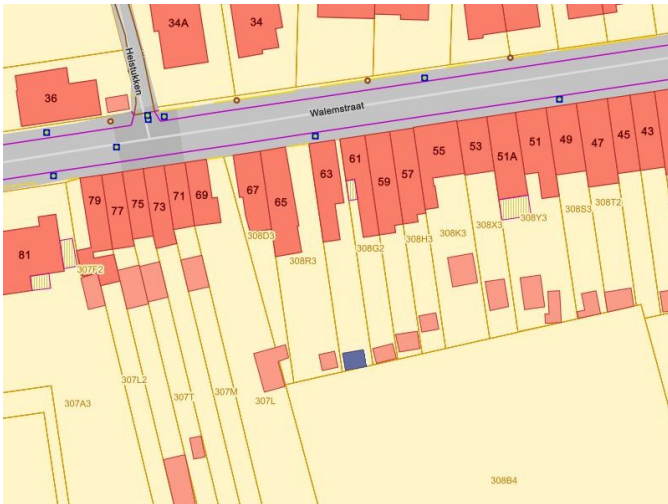 34A
34
36
Heistukken
Walemstraat
79
77
75
73
71
69
67
65
63
61
59
57
55
53
51A
51
49
47
45
43
81
307F2
308D3
308R3
308G2
308H3
308K3
308X3
308Y3
308S3
308T2
307A3
307L2
307T
307M
307L
308B4